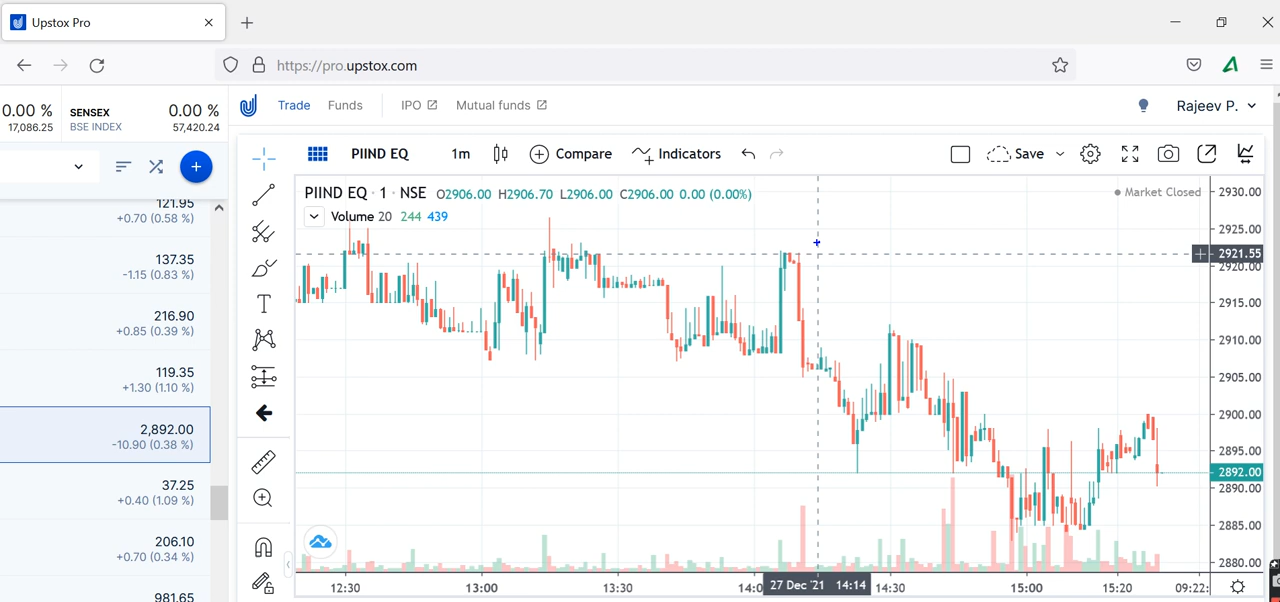 Upstox Pro
https://pro.upstox.com
0.00 %
17,086.25
SENSEX
BSE INDEX
0.00 %
57,420.24
Trade
Funds
IPO
Mutual funds
Rajeev P.
PIIND EQ
1m
Compare
Indicators
Save
121.95
+0.70 (0.58 %)
137.35
-1.15 (0.83 %)
216.90
+0.85 (0.39 %)
119.35
+1.30 (1.10 %)
2,892.00
-10.90 (0.38 %)
37.25
+0.40 (1.09 %)
206.10
+0.70 (0.34 %)
981.65
PIIND EQ · 1 · NSE O2906.00 H2906.70 L2906.00 C2906.00 0.00 (0.00%)
Market Closed
Volume 20 244 439
2930.00
2925.00
2921.55
2920.00
2915.00
2910.00
2905.00
2900.00
2895.00
2892.00
2890.00
2885.00
2880.00
12:30
13:00
13:30
14:0
27 Dec '21 14:14
14:30
15:00
15:20
09:22: